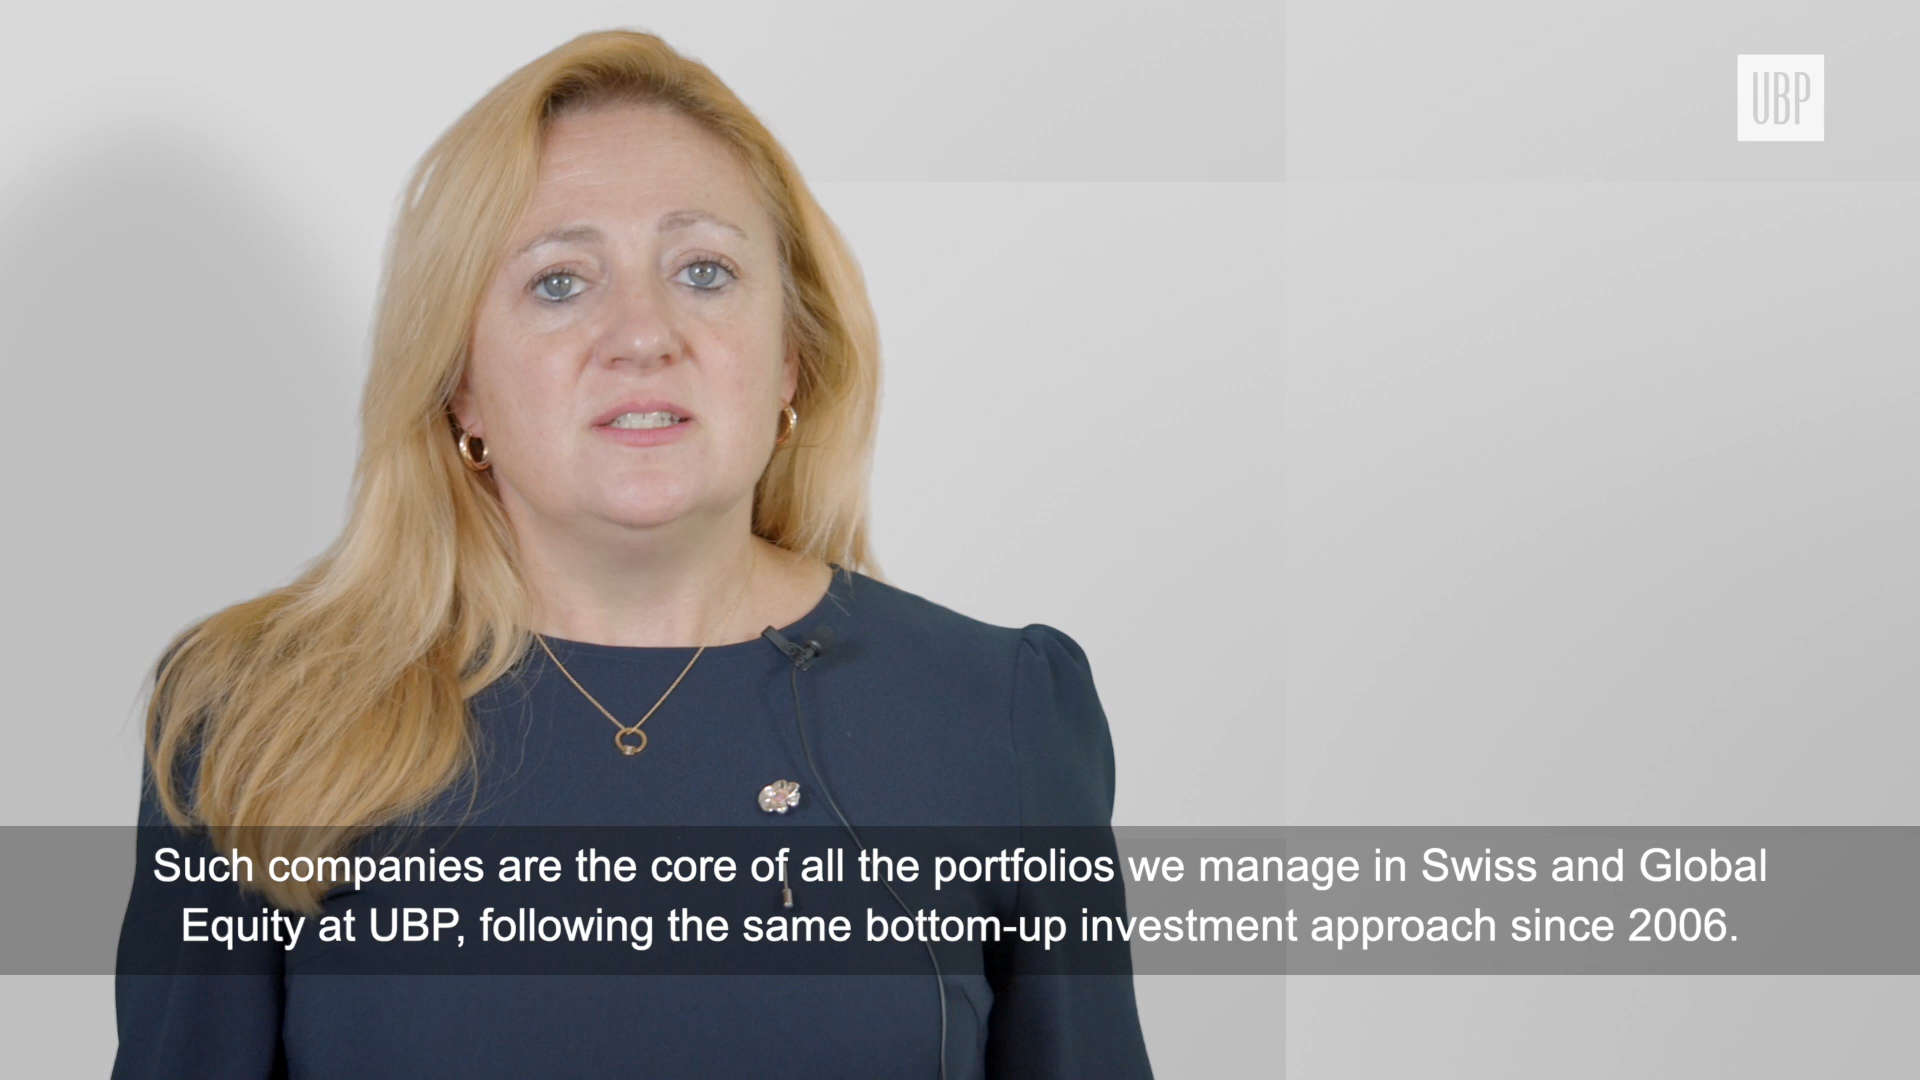 UBP
Such companies are the core of all the portfolios we manage in Swiss and Global
Equity at UBP, following the same bottom-up investment approach since 2006.